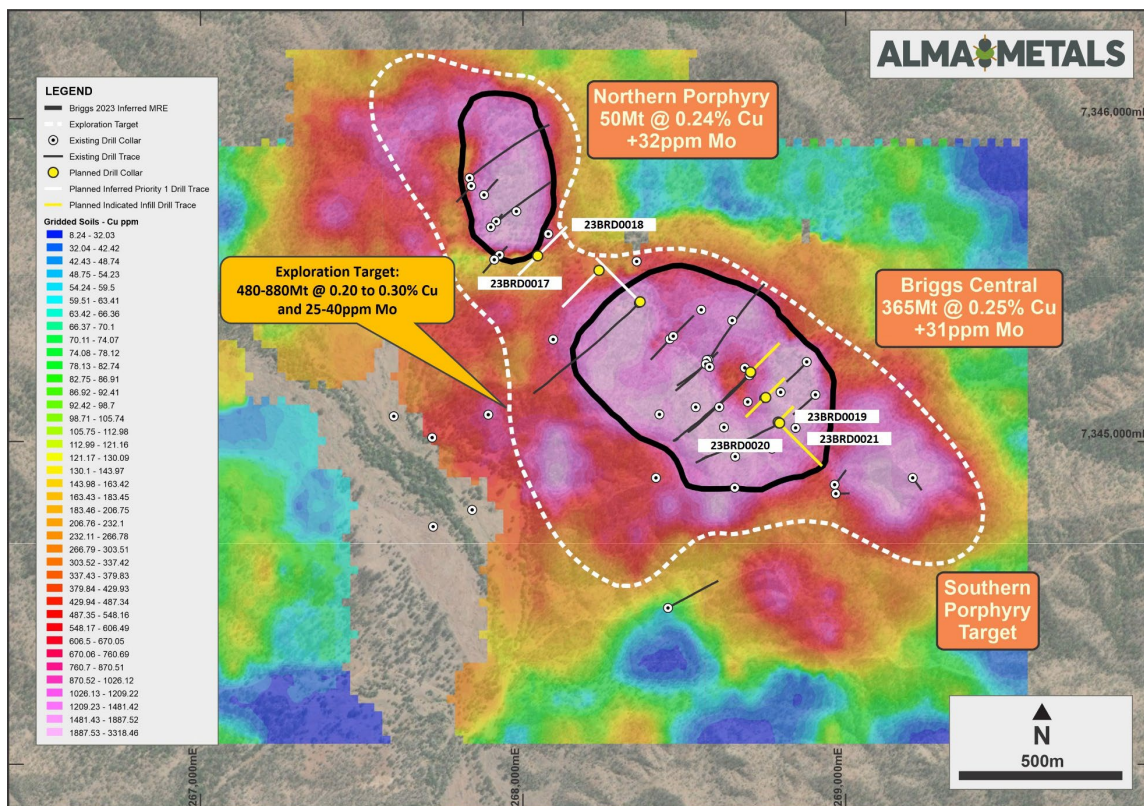 ALMA METALS
LEGEND
Briggs 2023 Inferred MRE
Exploration Target
Existing Drill Collar
Existing Drill Trace
Planned Drill Collar
Planned Inferred Priority 1 Drill Trace
Planned Indicated Infill Drill Trace
Gridded Soils - Cu ppm
8.24 - 32.03
32.04 - 42.42
42.43 - 48.74
48.75 - 54.23
54.24 - 59.5
59.51 - 63.41
63.42 - 66.36
66.37 - 70.1
70.11 - 74.07
74.08 - 78.12
78.13 - 82.74
82.75 - 86.91
86.92 - 92.41
92.42 - 98.7
98.71 - 105.74
105.75 - 112.98
112.99 - 121.16
121.17 - 130.09
130.1 - 143.97
143.98 - 163.42
163.43 - 183.45
183.46 - 206.75
206.76 - 232.1
232.11 - 266.78
266.79 - 303.51
303.52 - 337.42
337.43 - 379.83
379.84 - 429.93
429.94 - 487.34
487.35 - 548.16
548.17 - 606.49
606.5 - 670.05
670.06 - 760.69
760.7 - 870.51
870.52 - 1026.12
1026.13 - 1209.22
1209.23 - 1481.42
1481.43 - 1887.52
1887.53 - 3318.46
Northern Porphyry
50Mt @ 0.24% Cu
+32ppm Mo
7,346,000mN
23BRD0018
23BRD0017
Exploration Target:
480-880Mt @ 0.20 to 0.30% Cu
and 25-40ppm Mo
Briggs Central
365Mt @ 0.25% Cu
+31ppm Mo
23BRD0019
23BRD0020
23BRD0021
7,345,000mN
Southern
Porphyry
Target
N
500m
267,000mE
268,000mE
269,000mE